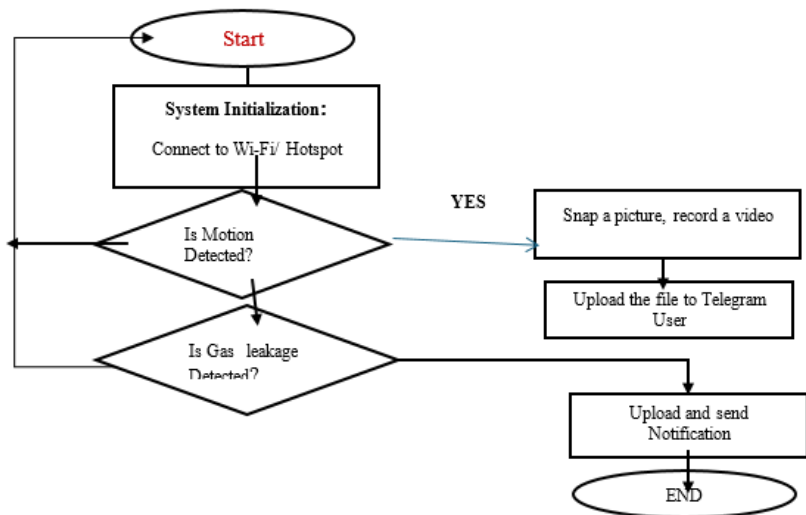 Start
System Initialization:
Connect to Wi-Fi/ Hotspot
Is Motion
Detected?
YES
Snap a picture, record a video
Upload the file to Telegram
User
Is Gas leakage
Detected?
Upload and send
Notification
END